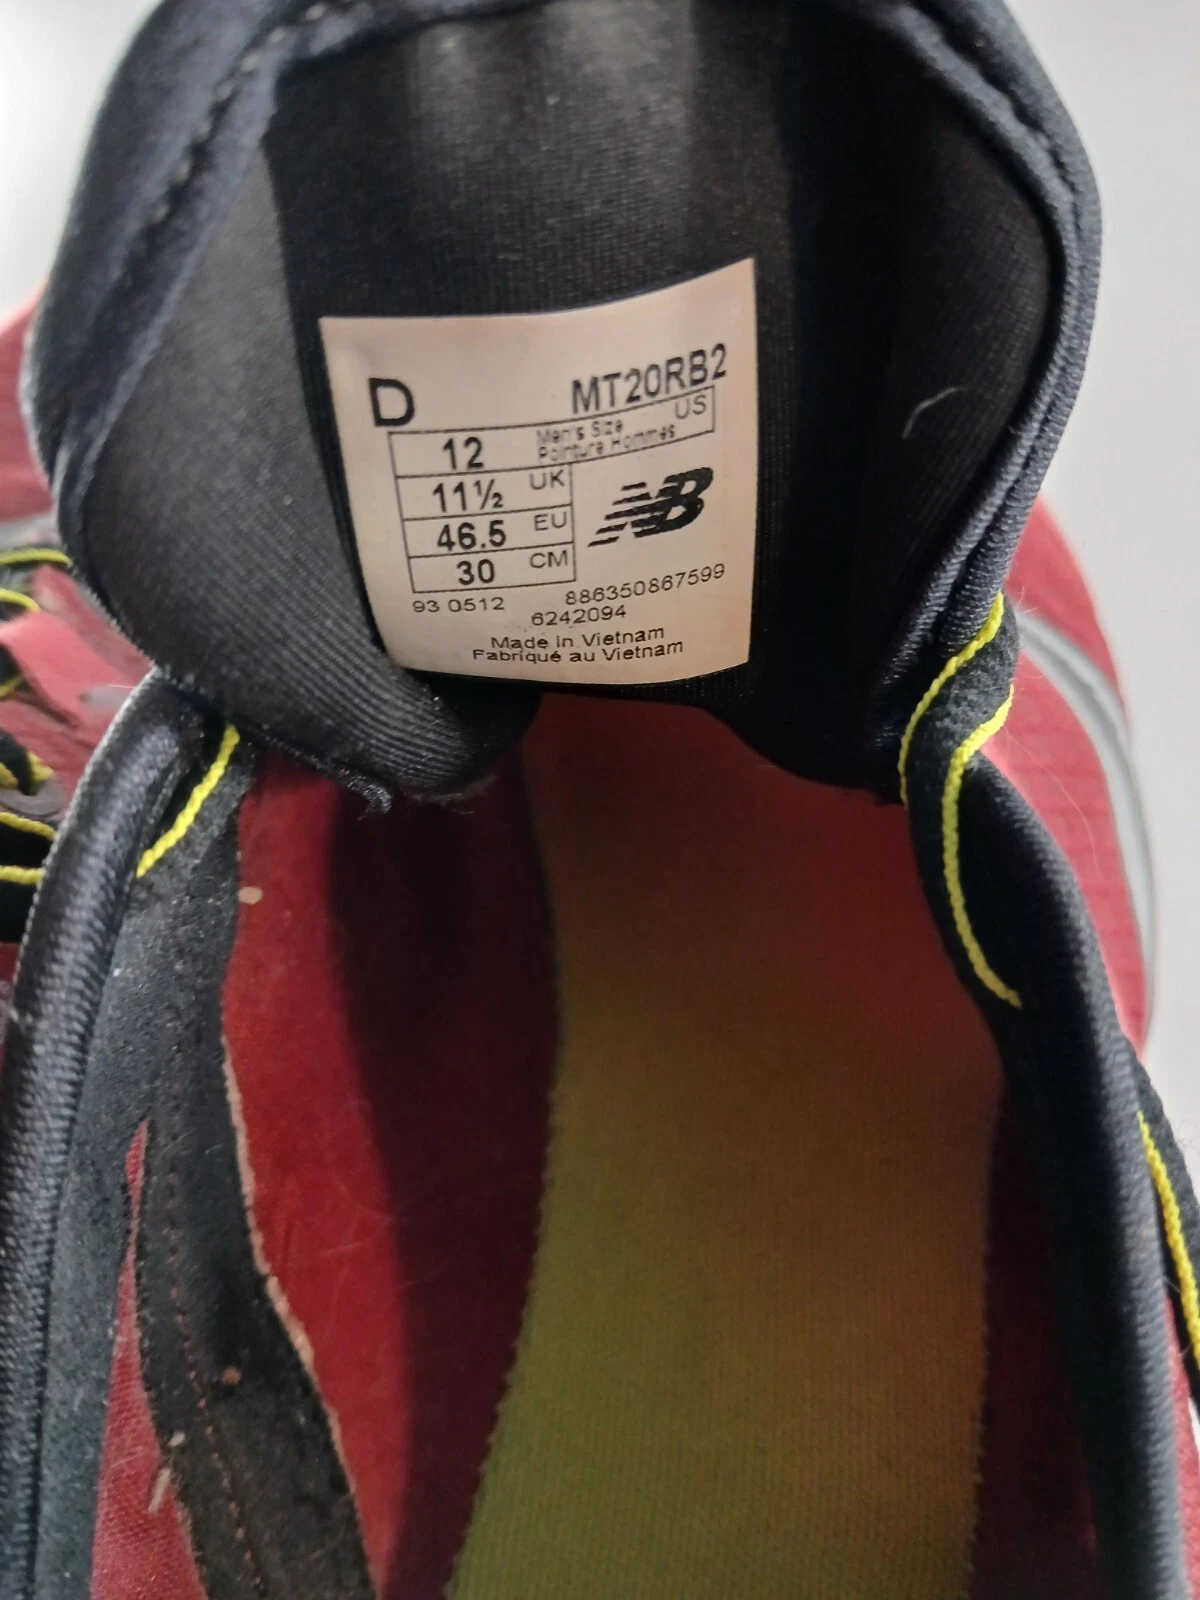 D MT20RB2
12 Men's Size US
Pointure Hommes
11½ UK
46.5 EU
NB
30 CM
93 0512 886350867599
6242094
Made in Vietnam
Fabriqué au Vietnam